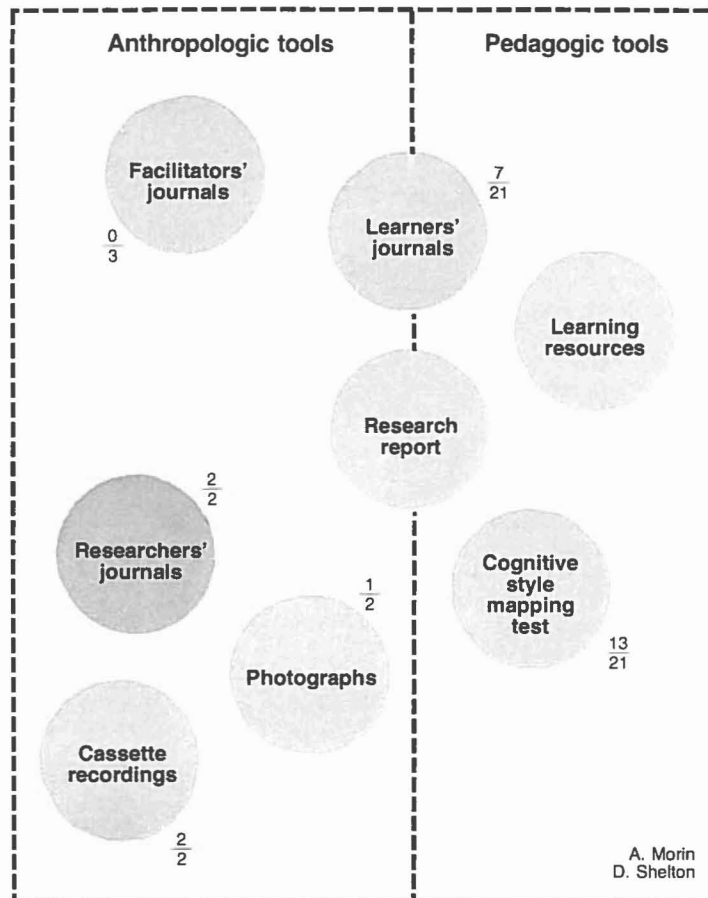 Anthropologic tools
Pedagogic tools
Facilitators'
journals
0
3
Learners'
journals
7
21
Learning
resources
Research
report
Researchers'
journals
2
2
Cognitive
style
mapping
test
13
21
Photographs
1
2
Cassette
recordings
2
2
A. Morin
D. Shelton